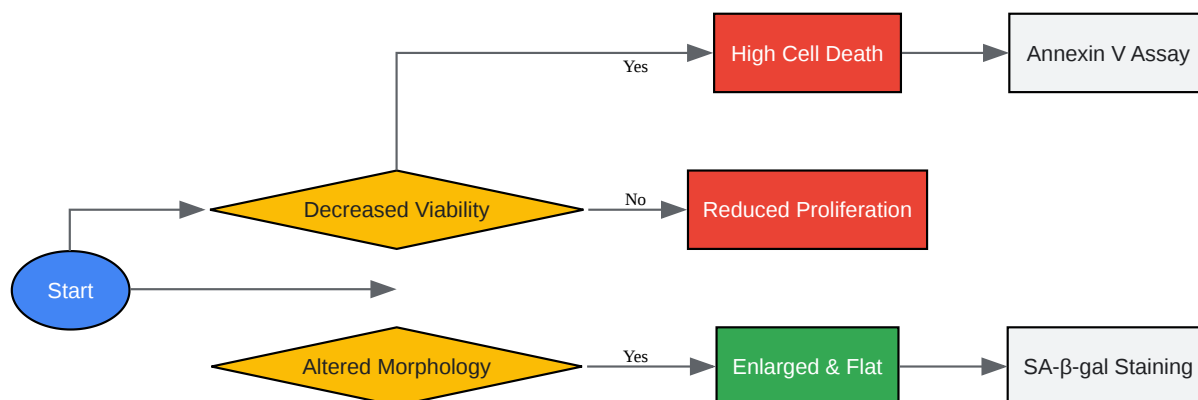 High Cell Death
Annexin V Assay
Yes
Decreased Viability
No
Reduced Proliferation
Start
Altered Morphology
Yes
Enlarged & Flat
SA-β-gal Staining